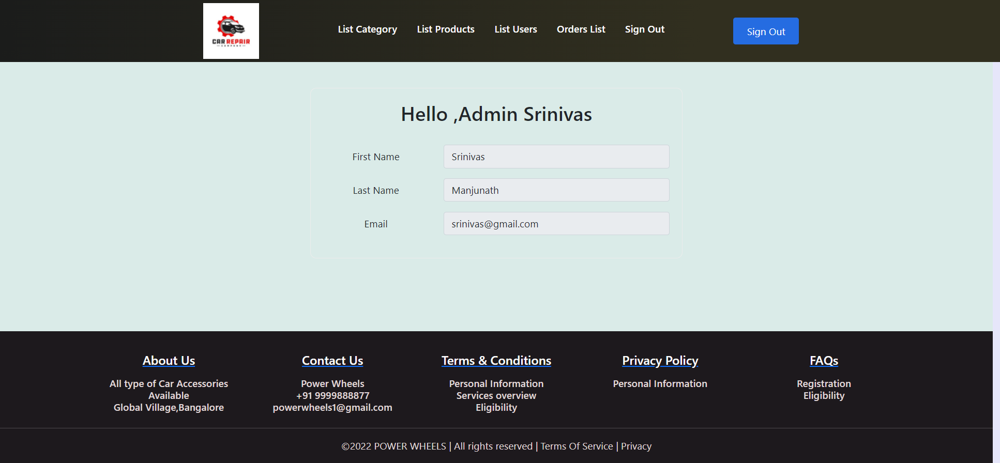 CAR REPAIR
COMPANY
List Category List Products List Users Orders List Sign Out
Sign Out
Hello ,Admin Srinivas
First Name Srinivas
Last Name Manjunath
Email srinivas@gmail.com
About Us
All type of Car Accessories
Available
Global Village,Bangalore
Contact Us
Power Wheels
+91 9999888877
powerwheels1@gmail.com
Terms & Conditions
Personal Information
Services overview
Eligibility
Privacy Policy
Personal Information
FAQs
Registration
Eligibility
©2022 POWER WHEELS | All rights reserved | Terms Of Service | Privacy